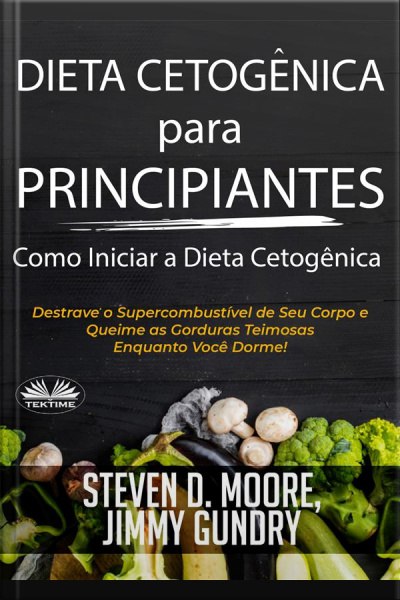 DIETA CETOGÊNICA
para
PRINCIPIANTES
Como Iniciar a Dieta Cetogênica
Destrave o Supercombustível de Seu Corpo e
Queime as Gorduras Teimosas
Enquanto Você Dorme!
TEKTIME
STEVEN D. MOORE,
JIMMY GUNDRY